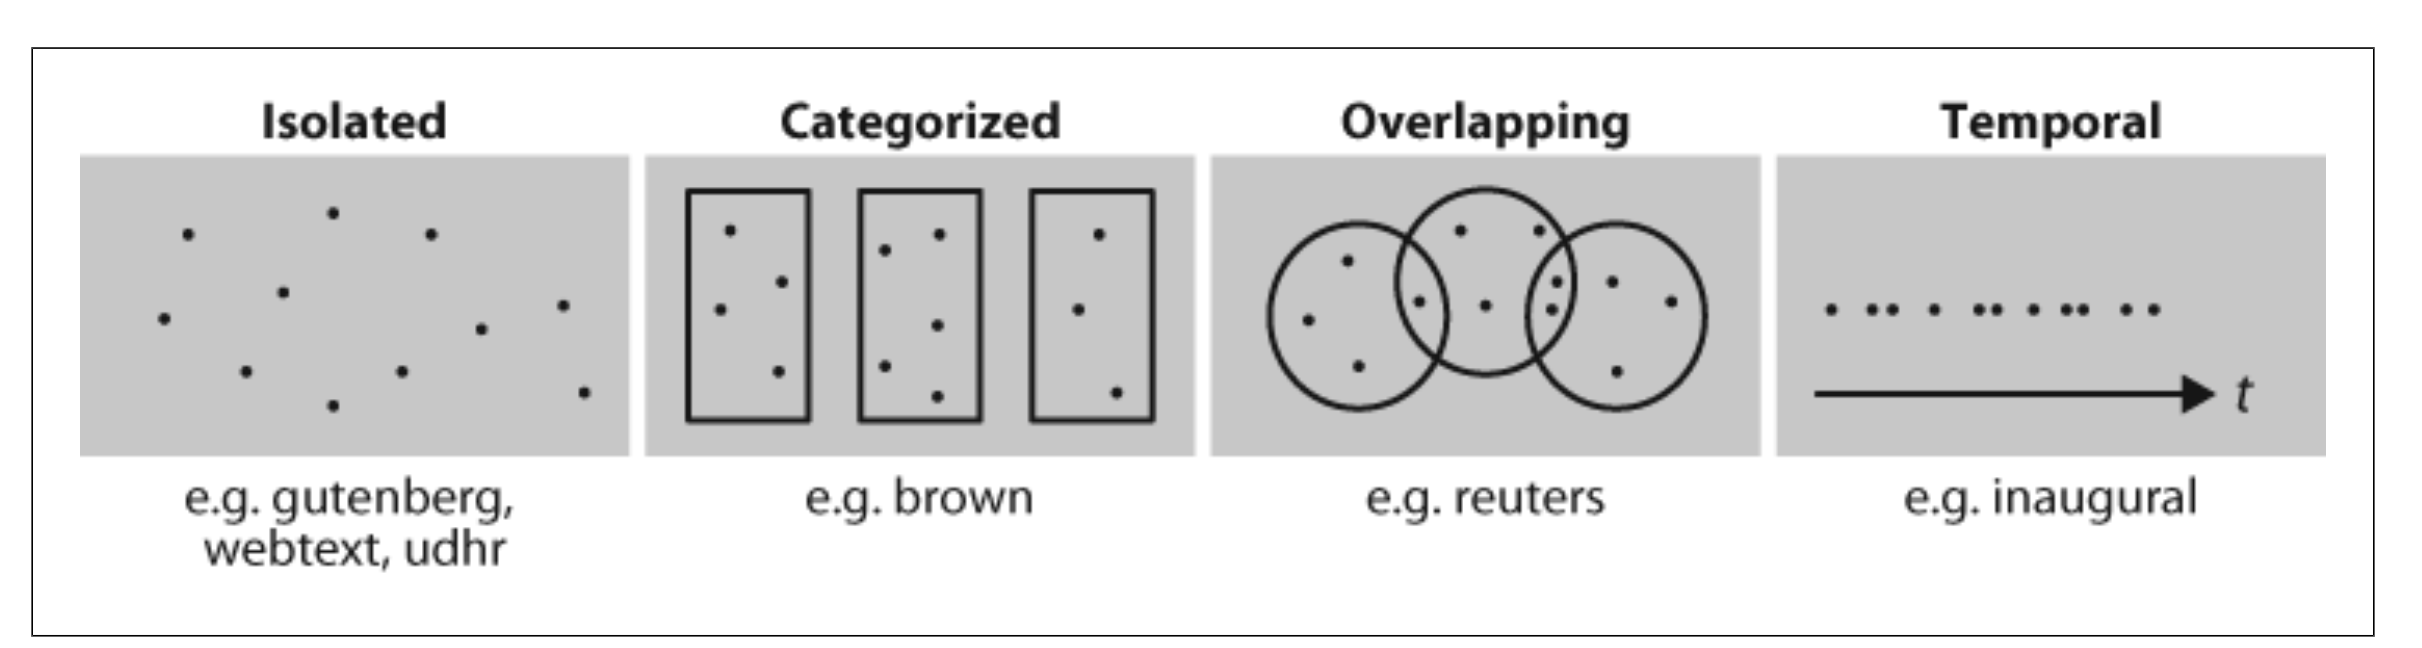 Isolated
Categorized
Overlapping
Temporal
t
e.g. gutenberg,
webtext, udhr
e.g. brown
e.g. reuters
e.g. inaugural